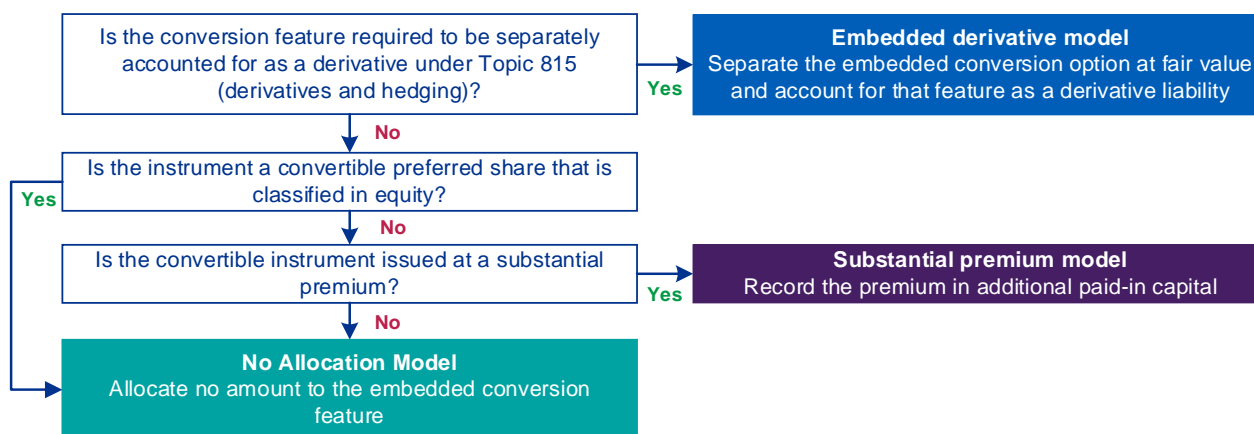 Is the conversion feature required to be separately
accounted for as a derivative under Topic 815
(derivatives and hedging)?
Yes
Embedded derivative model
Separate the embedded conversion option at fair value
and account for that feature as a derivative liability
No
Is the instrument a convertible preferred share that is
classified in equity?
Yes
No
Is the convertible instrument issued at a substantial
premium?
Yes
Substantial premium model
Record the premium in additional paid-in capital
No
No Allocation Model
Allocate no amount to the embedded conversion
feature